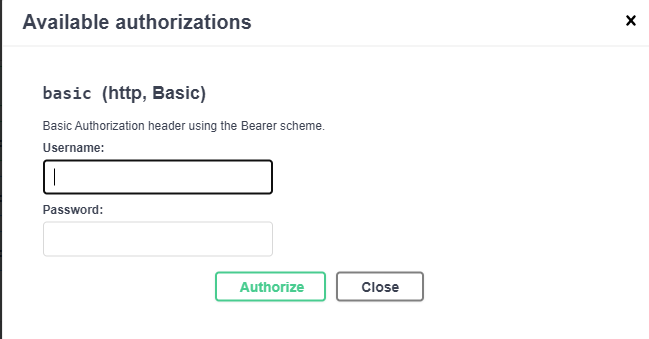 Available authorizations
basic (http, Basic)
Basic Authorization header using the Bearer scheme.
Username:
Password:
Authorize Close